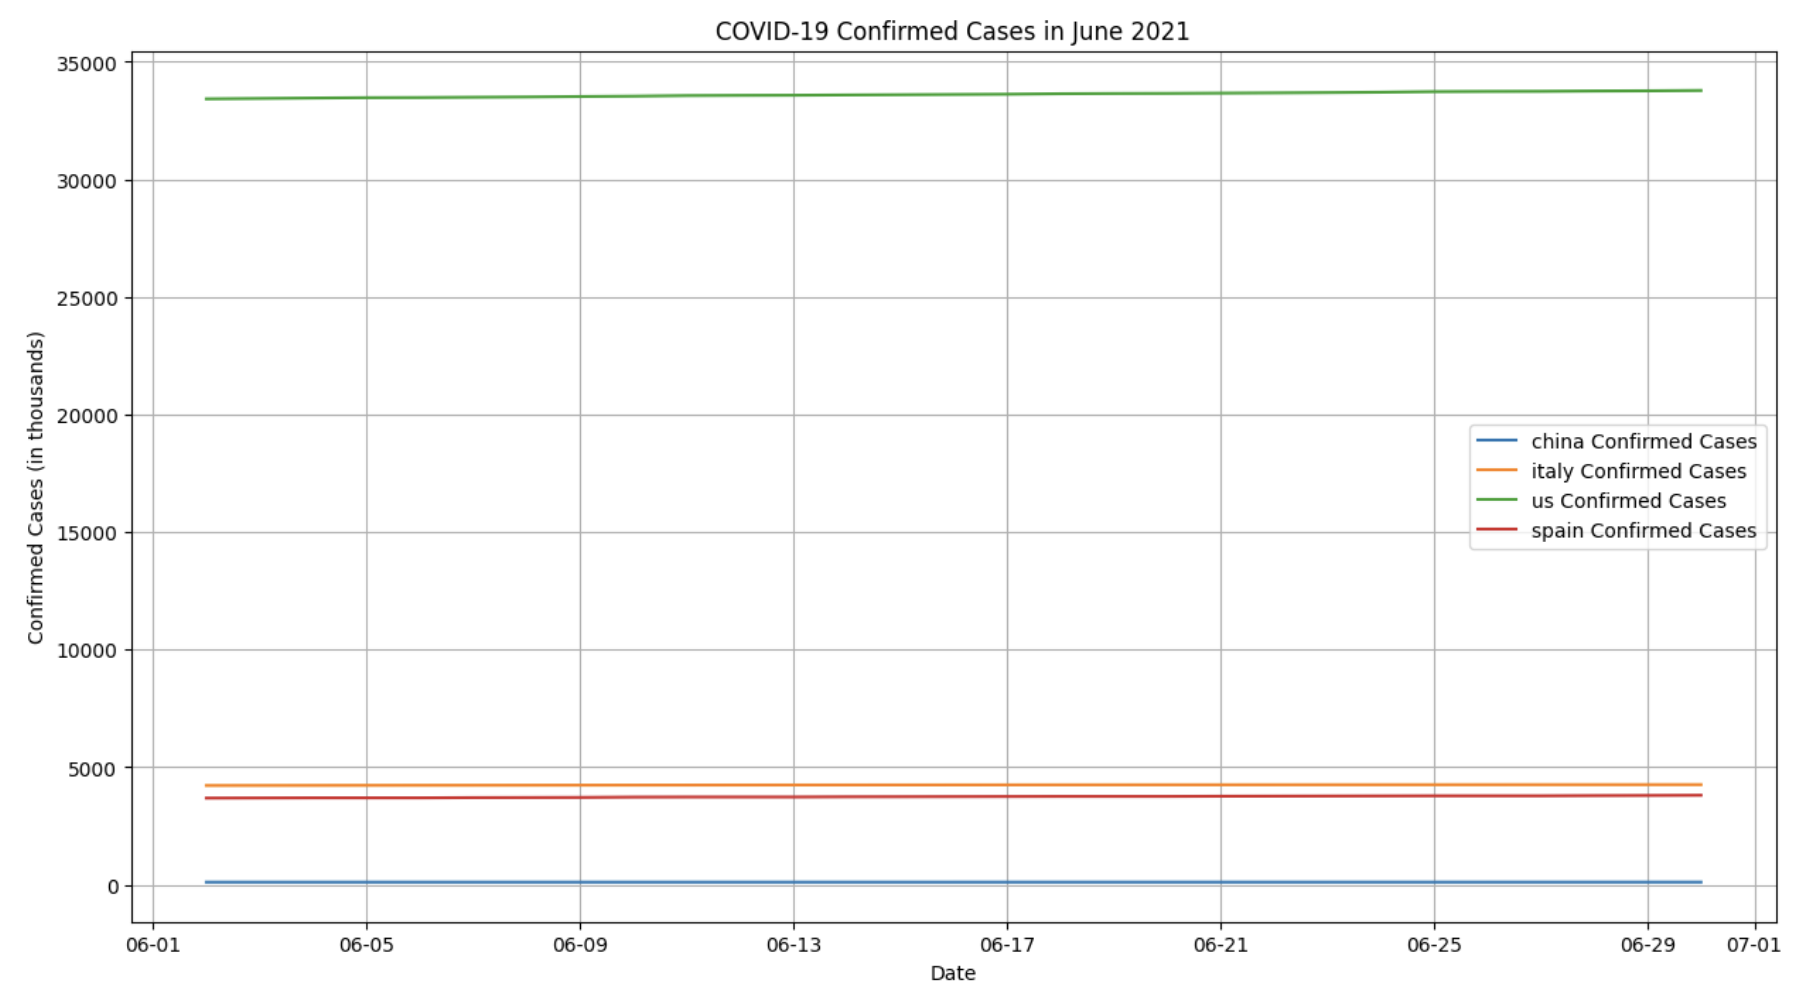 COVID-19 Confirmed Cases in June 2021
Confirmed Cases (in thousands)
35000
30000
25000
20000
15000
10000
5000
0
china Confirmed Cases
italy Confirmed Cases
us Confirmed Cases
spain Confirmed Cases
06-01 06-05 06-09 06-13 06-17 06-21 06-25 06-29 07-01
Date